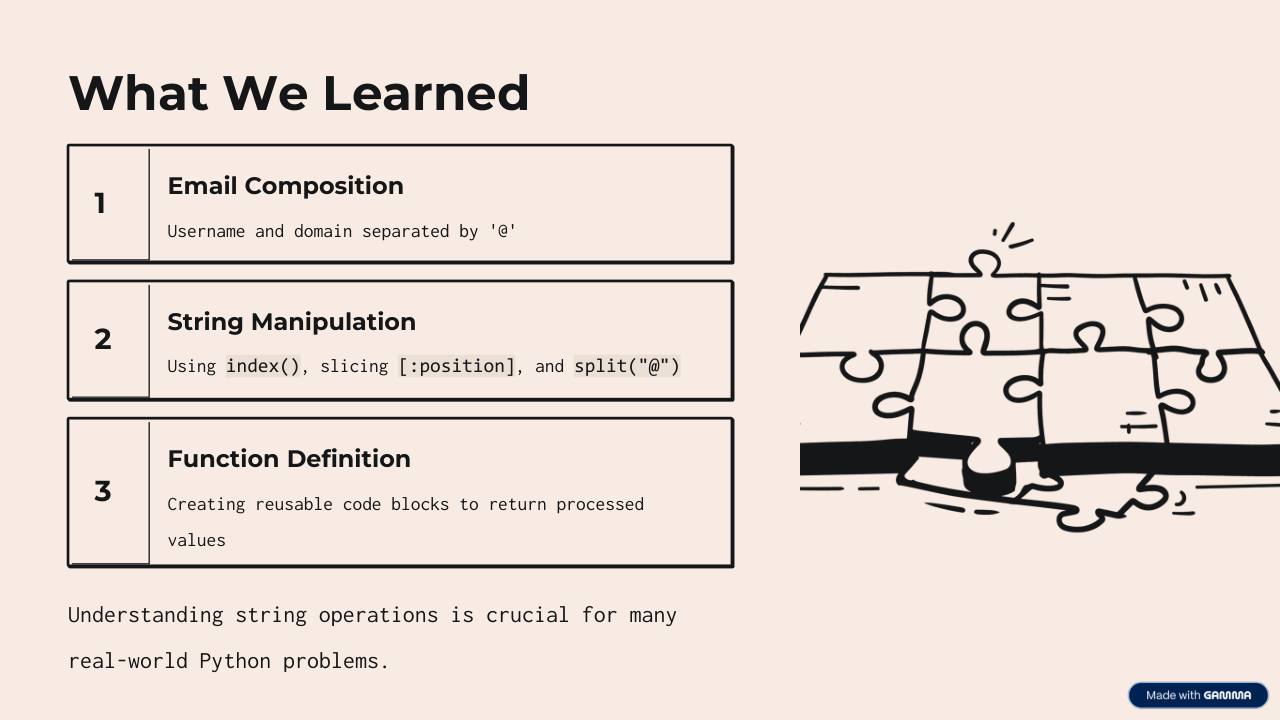 What We Learned
1
Email Composition
Username and domain separated by '@'
2
String Manipulation
Using index(), slicing [:position], and split("@")
3
Function Definition
Creating reusable code blocks to return processed
values
Understanding string operations is crucial for many
real-world Python problems.
Made with GAMMA